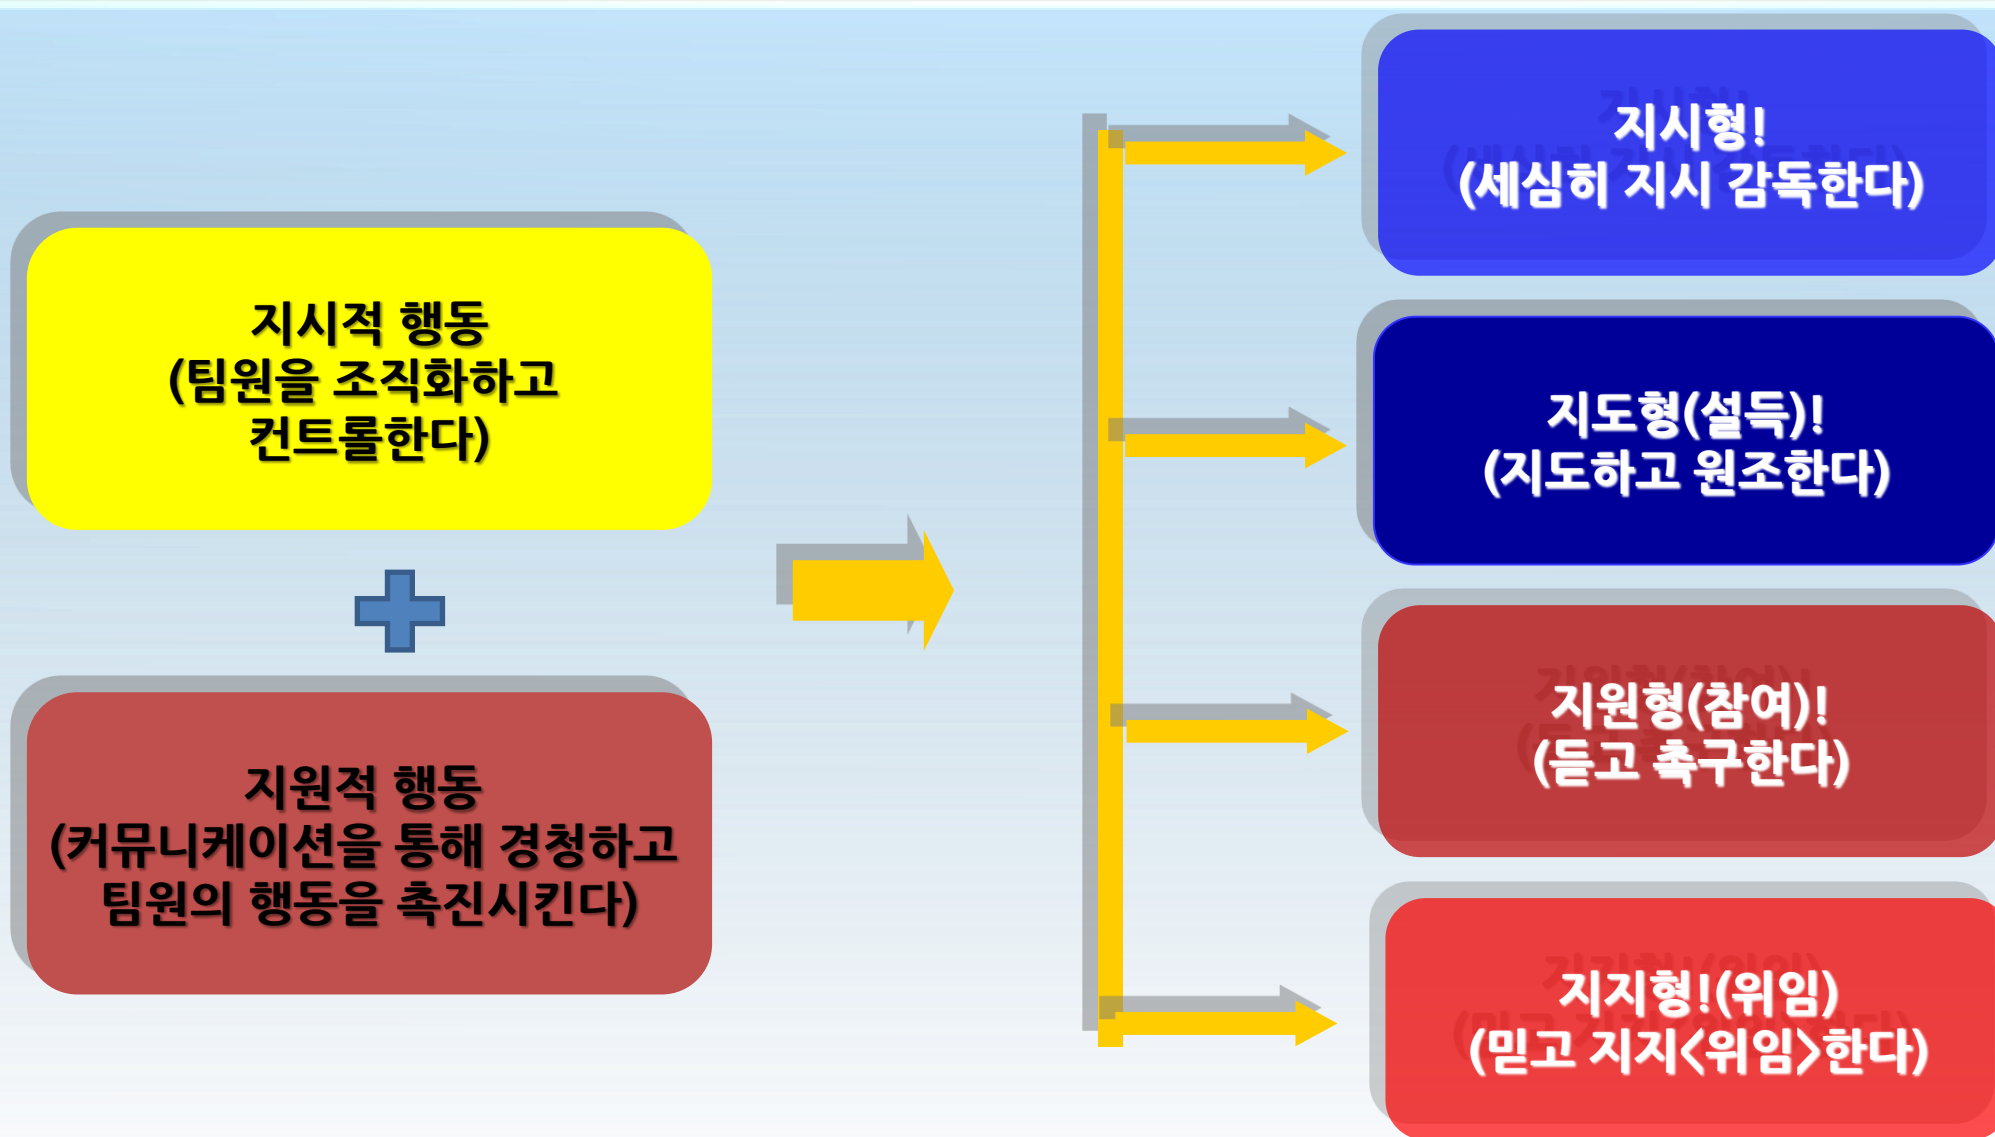 지시적 행동
(팀원을 조직화하고
컨트롤한다)
지원적 행동
(커뮤니케이션을 통해 경청하고
팀원의 행동을 촉진시킨다)
지시형!
(세심히 지시 감독한다)
지도형(설득)!
(지도하고 원조한다)
지원형(참여)!
(듣고 촉구한다)
지지형!(위임)
(믿고 지지<위임>한다)